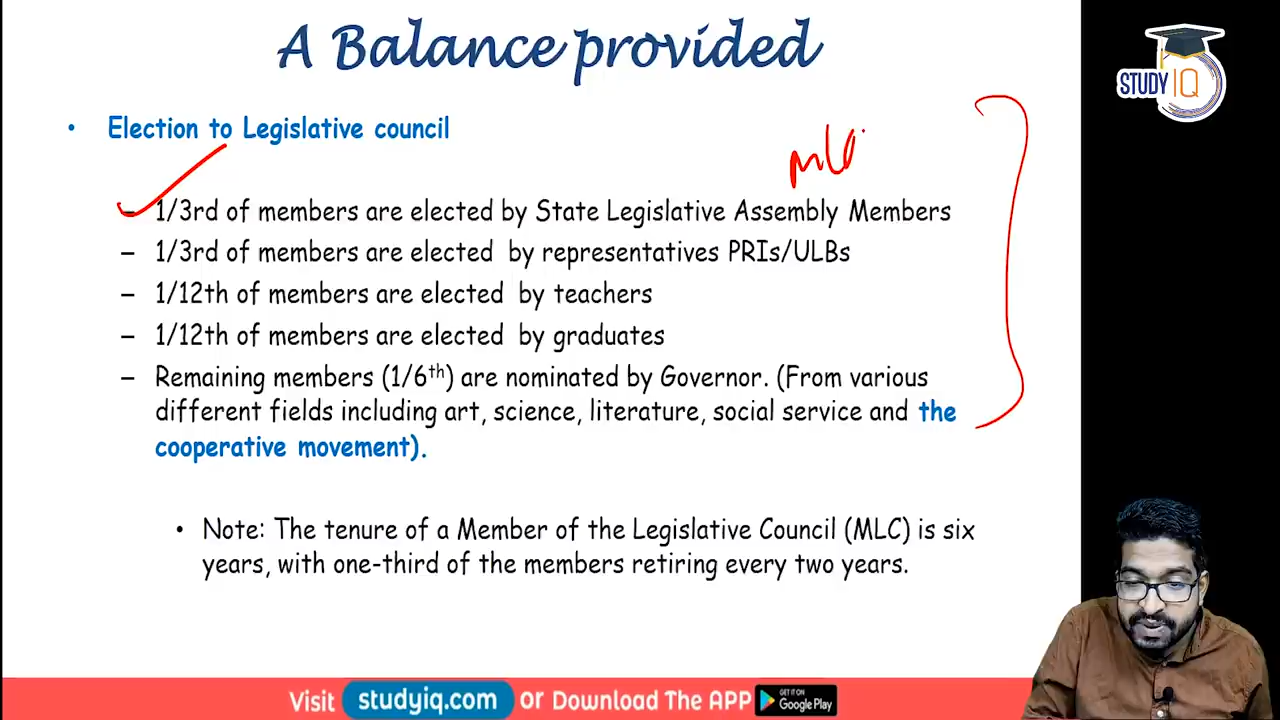 A Balance provided
STUDY IQ
• Election to Legislative council
MLC
– 1/3rd of members are elected by State Legislative Assembly Members
– 1/3rd of members are elected by representatives PRIs/ULBs
– 1/12th of members are elected by teachers
– 1/12th of members are elected by graduates
– Remaining members (1/6th) are nominated by Governor. (From various
different fields including art, science, literature, social service and the
cooperative movement).
• Note: The tenure of a Member of the Legislative Council (MLC) is six
years, with one-third of the members retiring every two years.
Visit studyiq.com or Download The APP GET IT ON Google Play